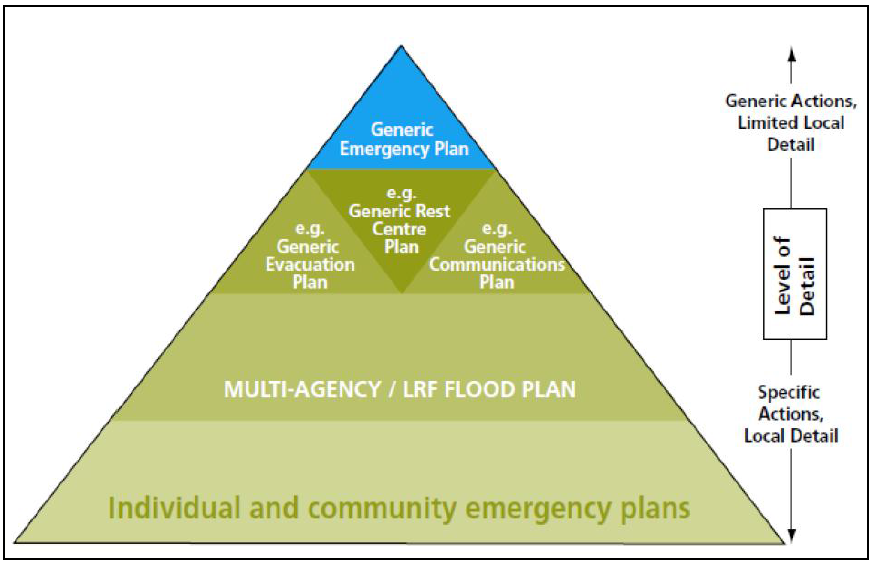 Generic
Emergency Plan
e.g.
Generic Rest
Centre
Plan
e.g.
Generic
Evacuation
Plan
e.g.
Generic
Communications
Plan
MULTI-AGENCY / LRF FLOOD PLAN
Individual and community emergency plans
Generic Actions,
Limited Local
Detail
Level of
Detail
Specific
Actions,
Local Detail